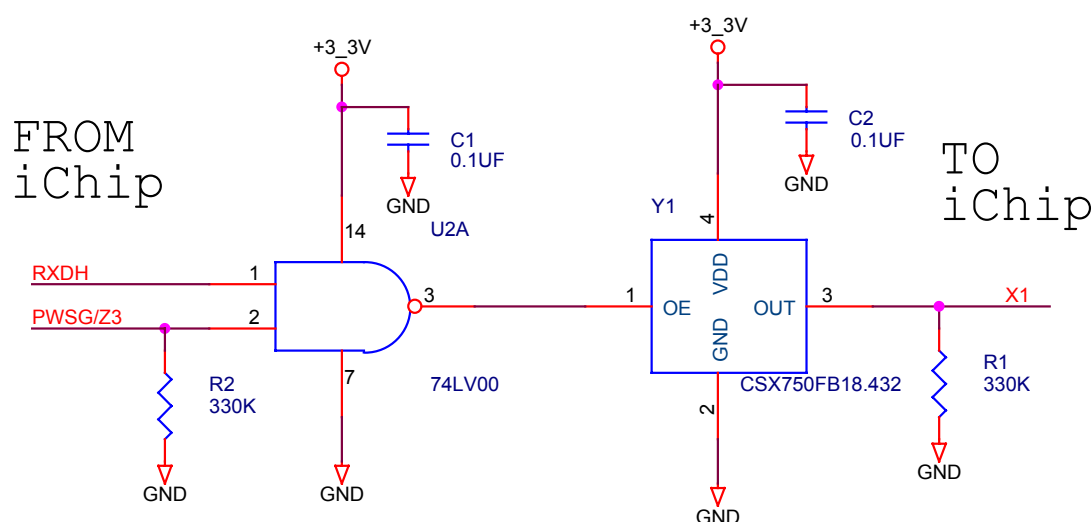 +3_3V
+3_3V
FROM
iChip
C1
0.1UF
C2
0.1UF
TO
iChip
GND
GND
U2A
Y1
14
4
RXDH
1
PWSG/Z3
2
3
1
OE
VDD
GND
OUT
3
X1
R2
330K
7
74LV00
2
CSX750FB18.432
R1
330K
GND
GND
GND
GND